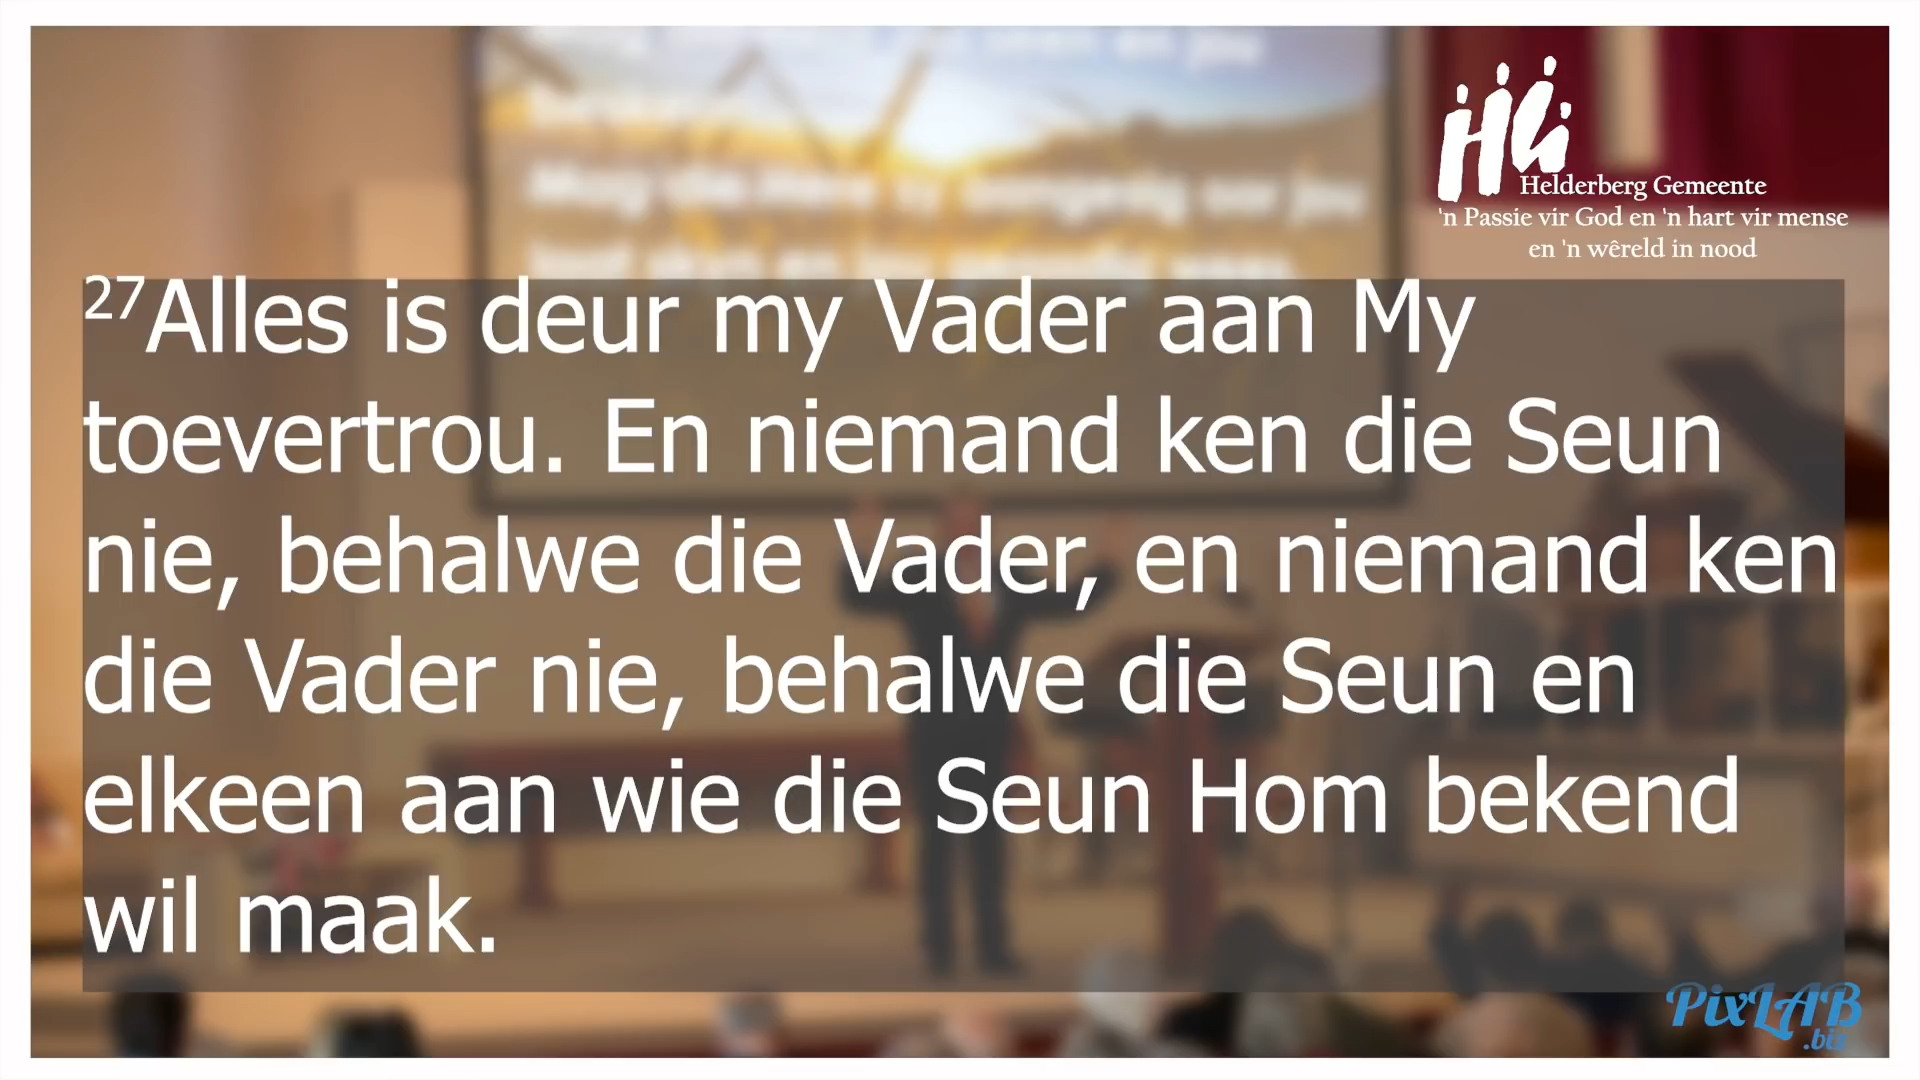 HG
Helderberg Gemeente
'n Passie vir God en 'n hart vir mense
en 'n wêreld in nood
27Alles is deur my Vader aan My
toevertrou. En niemand ken die Seun
nie, behalwe die Vader, en niemand ken
die Vader nie, behalwe die Seun en
elkeen aan wie die Seun Hom bekend
wil maak.
PixLAB
.biz